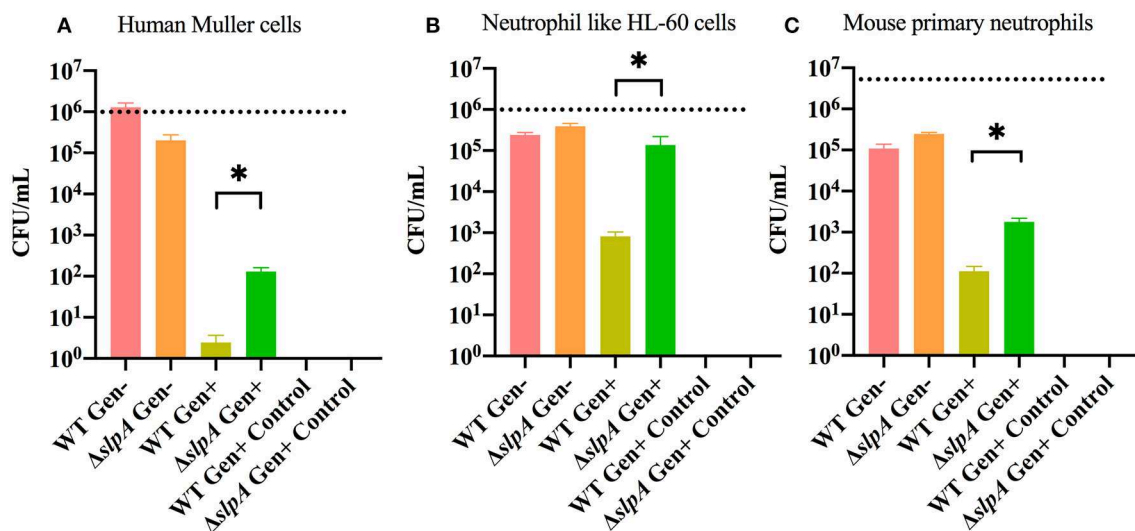 A Human Muller cells
CFU/mL
10⁷
10⁶
10⁵
10⁴
10³
10²
10¹
10⁰
*
WT Gen-
ΔslpA Gen-
WT Gen+
ΔslpA Gen+
WT Gen+ Control
ΔslpA Gen+ Control
B Neutrophil like HL-60 cells
CFU/mL
10⁷
10⁶
10⁵
10⁴
10³
10²
10¹
10⁰
*
WT Gen-
ΔslpA Gen-
WT Gen+
ΔslpA Gen+
WT Gen+ Control
ΔslpA Gen+ Control
C Mouse primary neutrophils
CFU/mL
10⁷
10⁶
10⁵
10⁴
10³
10²
10¹
10⁰
*
WT Gen-
ΔslpA Gen-
WT Gen+
ΔslpA Gen+
WT Gen+ Control
ΔslpA Gen+ Control